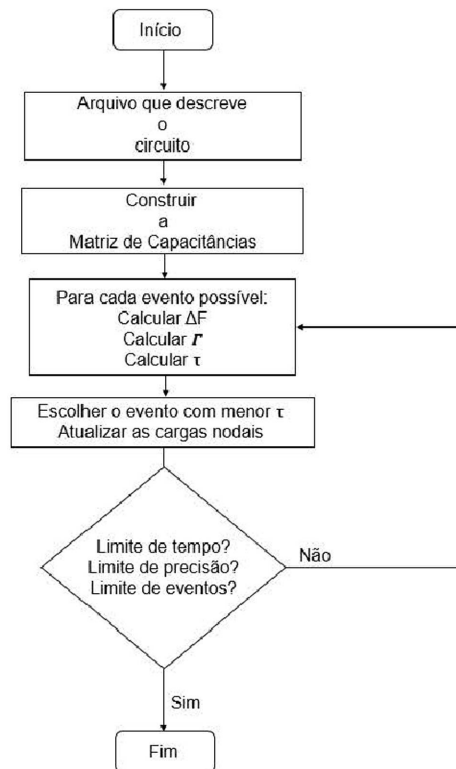 Início
Arquivo que descreve
o
circuito
Construir
a
Matriz de Capacitâncias
Para cada evento possível:
Calcular ΔF
Calcular Γ
Calcular τ
Escolher o evento com menor τ
Atualizar as cargas nodais
Limite de tempo?
Limite de precisão?
Limite de eventos?
Não
Sim
Fim